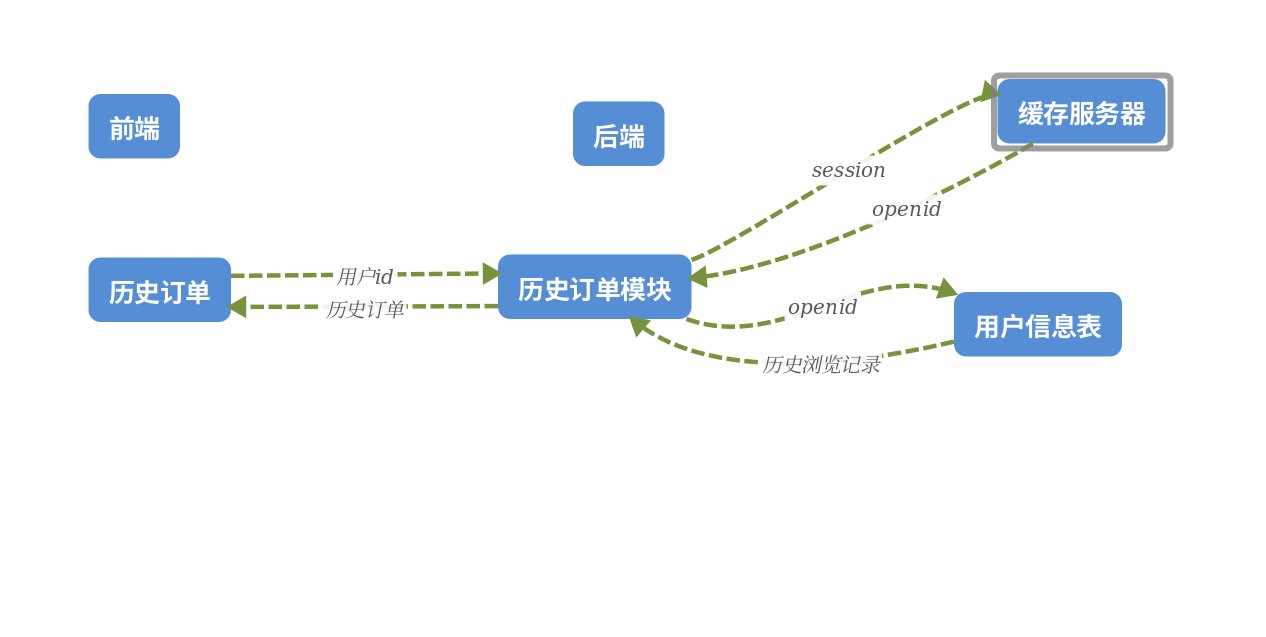 前端
后端
缓存服务器
session
openid
历史订单
用户id
历史订单
历史订单模块
openid
历史浏览记录
用户信息表